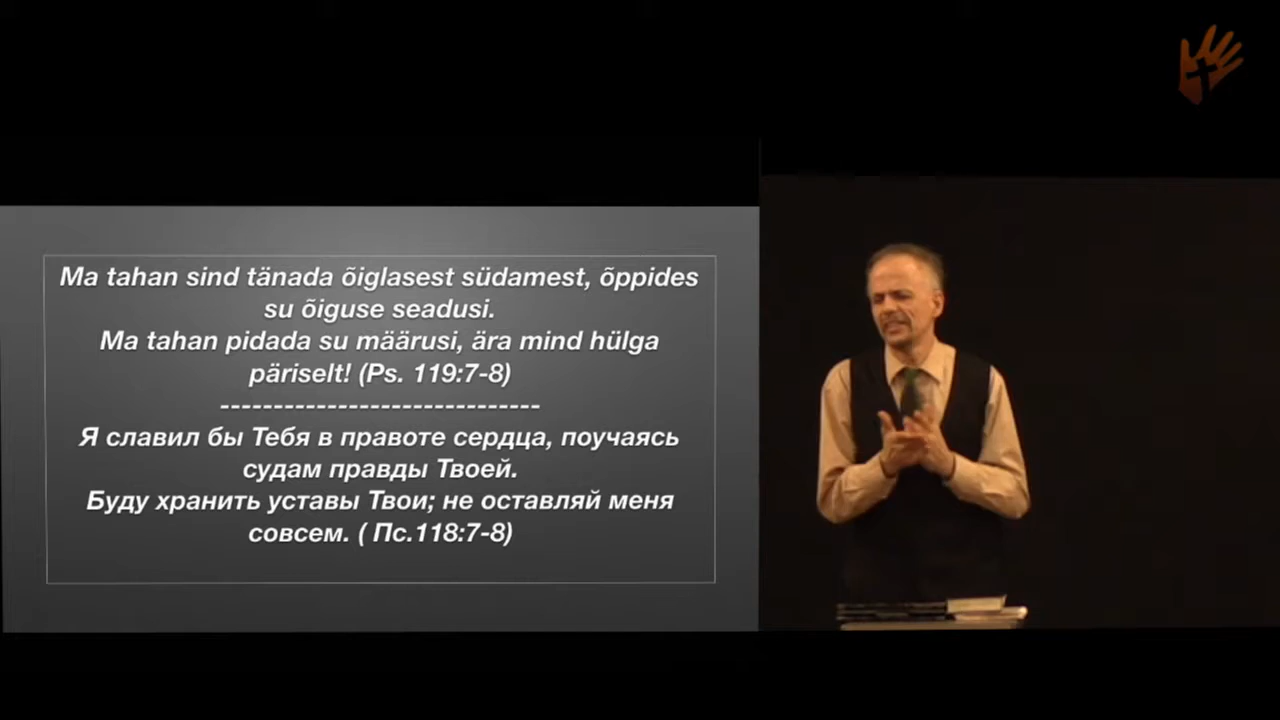 Ma tahan sind tänada õiglasest südamest, õppides
su õiguse seadusi.
Ma tahan pidada su määrusi, ära mind hülga
päriselt! (Ps. 119:7-8)
------------------------------
Я славил бы Тебя в правоте сердца, поучаясь
судам правды Твоей.
Буду хранить уставы Твои; не оставляй меня
совсем. ( Пс.118:7-8)